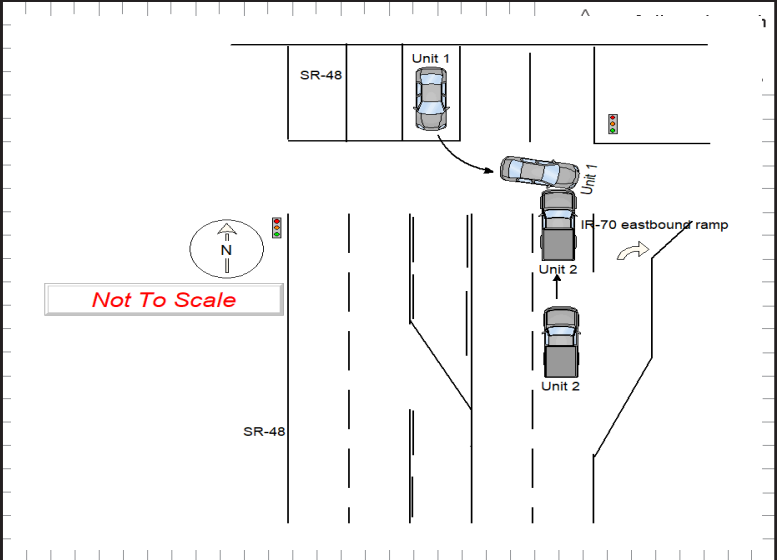 Unit 1
SR-48
Unit 1
IR-70 eastbound ramp
N
Unit 2
Not To Scale
Unit 2
SR-48